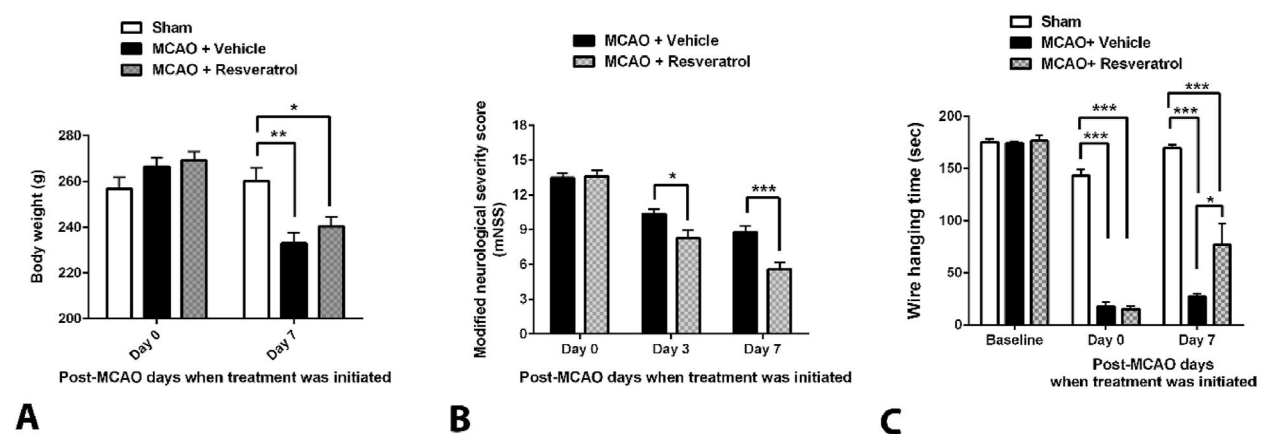 Sham
MCAO + Vehicle
MCAO + Resveratrol
Body weight (g)
280
260
240
220
200
*
**
Day 0
Day 7
Post-MCAO days when treatment was initiated
A
MCAO + Vehicle
MCAO + Resveratrol
Modified neurological severity score
(mNSS)
18
15
12
9
6
3
0
*
***
Day 0
Day 3
Day 7
Post-MCAO days when treatment was initiated
B
Sham
MCAO+ Vehicle
MCAO+ Resveratrol
Wire hanging time (sec)
200
150
100
50
0
***
***
***
***
*
Baseline
Day 0
Day 7
Post-MCAO days
when treatment was initiated
C